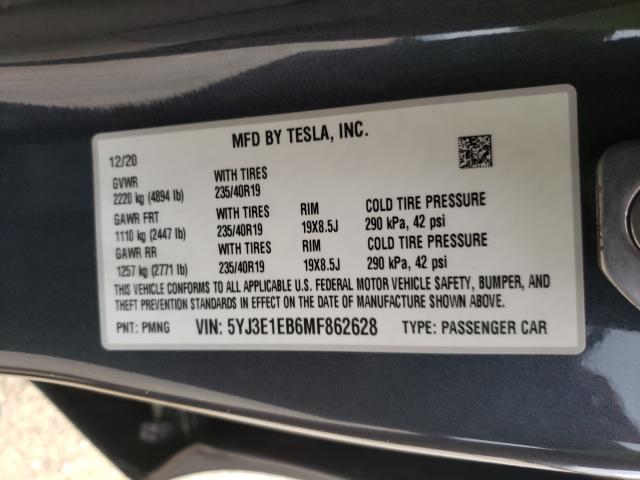 MFD BY TESLA, INC.
12/20
GVWR WITH TIRES
2220 kg (4894 lb) 235/40R19
GAWR FRT WITH TIRES RIM COLD TIRE PRESSURE
1110 kg (2447 lb) 235/40R19 19X8.5J 290 kPa, 42 psi
GAWR RR WITH TIRES RIM COLD TIRE PRESSURE
1257 kg (2771 lb) 235/40R19 19X8.5J 290 kPa, 42 psi
THIS VEHICLE CONFORMS TO ALL APPLICABLE U.S. FEDERAL MOTOR VEHICLE SAFETY, BUMPER, AND
THEFT PREVENTION STANDARDS IN EFFECT ON THE DATE OF MANUFACTURE SHOWN ABOVE.
PNT: PMNG VIN: 5YJ3E1EB6MF862628 TYPE: PASSENGER CAR